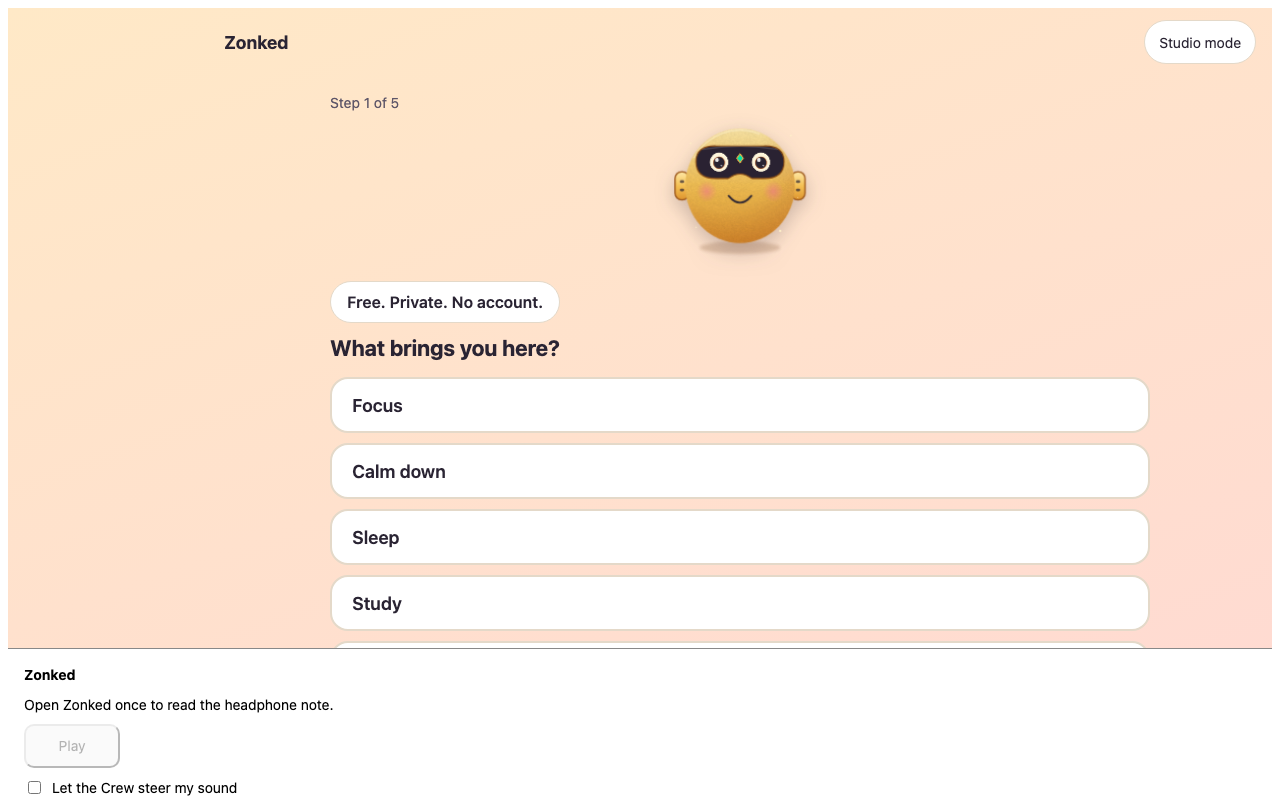 Zonked
Studio mode
Step 1 of 5
Free. Private. No account.
What brings you here?
Focus
Calm down
Sleep
Study
Zonked
Open Zonked once to read the headphone note.
Play
Let the Crew steer my sound